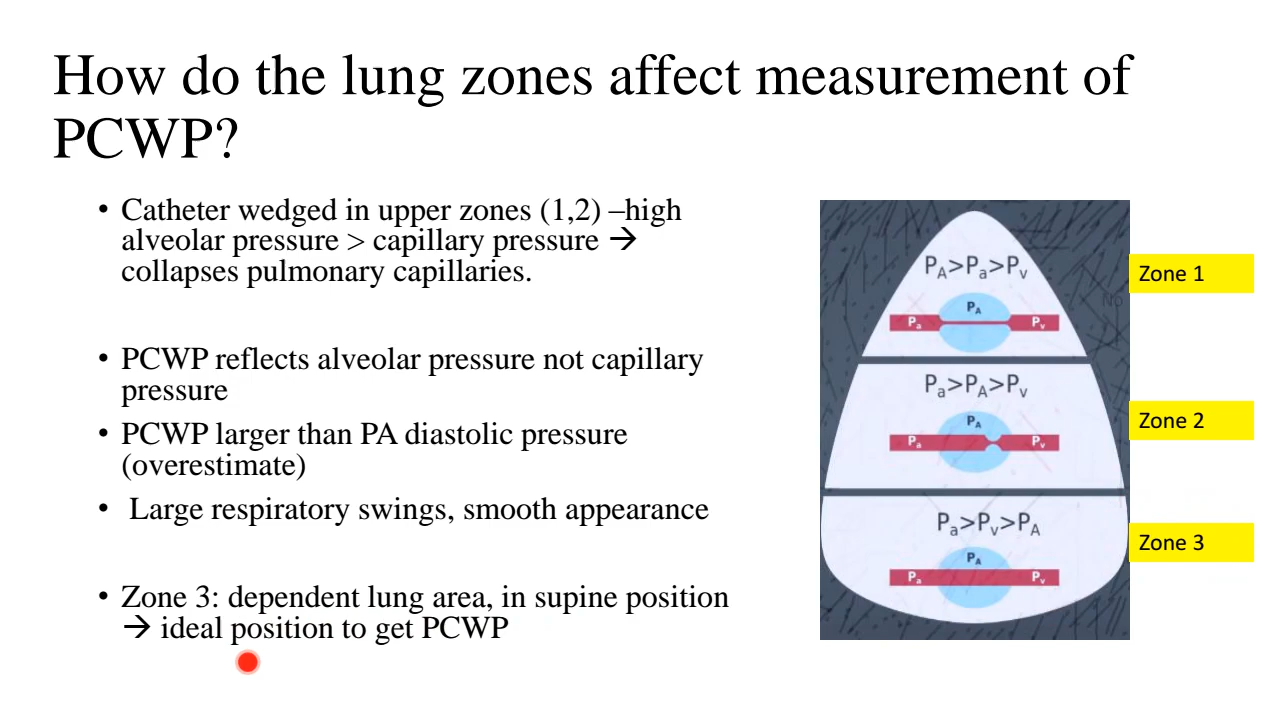 How do the lung zones affect measurement of
PCWP?
• Catheter wedged in upper zones (1,2) –high
alveolar pressure > capillary pressure →
collapses pulmonary capillaries.
• PCWP reflects alveolar pressure not capillary
pressure
• PCWP larger than PA diastolic pressure
(overestimate)
• Large respiratory swings, smooth appearance
• Zone 3: dependent lung area, in supine position
→ ideal position to get PCWP
PA>Pa>Pv
PA
Pa Pv
Zone 1
Pa>PA>Pv
PA
Pa Pv
Zone 2
Pa>Pv>PA
PA
Pa Pv
Zone 3